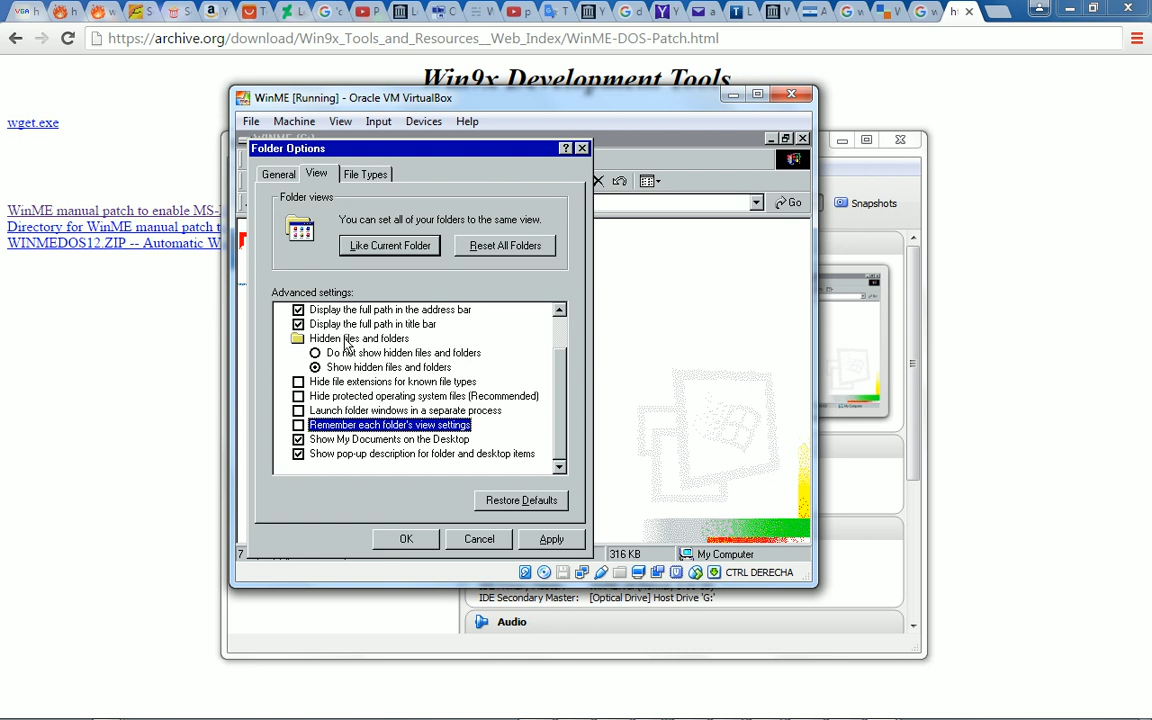 https://archive.org/download/Win9x_Tools_and_Resources__Web_Index/WinME-DOS-Patch.html
Win9x Development Tools
wget.exe
WinME manual patch to enable MS-
Directory for WinME manual patch t
WINMEDOS12.ZIP -- Automatic W
WinME [Running] - Oracle VM VirtualBox
File Machine View Input Devices Help
Folder Options
General View File Types
Go
Snapshots
Folder views
You can set all of your folders to the same view.
Like Current Folder Reset All Folders
Advanced settings:
Display the full path in the address bar
Display the full path in title bar
Hidden files and folders
Do not show hidden files and folders
Show hidden files and folders
Hide file extensions for known file types
Hide protected operating system files (Recommended)
Launch folder windows in a separate process
Remember each folder's view settings
Show My Documents on the Desktop
Show pop-up description for folder and desktop items
Restore Defaults
OK Cancel Apply
7 316 KB My Computer
CTRL DERECHA
IDE Secondary Master: [Optical Drive] Host Drive 'G:'
Audio